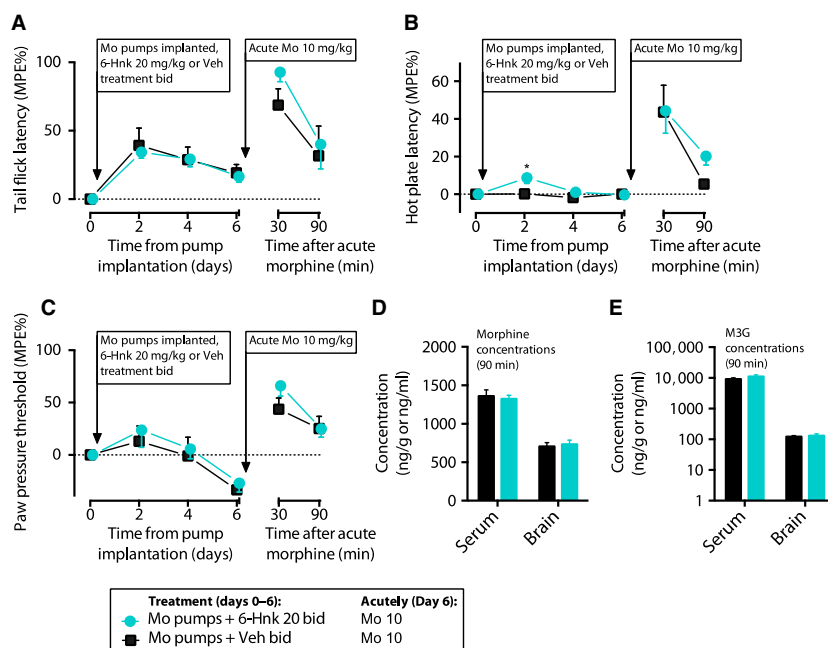 A
Tail flick latency (MPE%)
100
50
0
Mo pumps implanted,
6-Hnk 20 mg/kg or Veh
treatment bid
Acute Mo 10 mg/kg
0 2 4 6 30 90
Time from pump
implantation (days)
Time after acute
morphine (min)
B
Hot plate latency (MPE%)
60
40
20
0
Mo pumps implanted,
6-Hnk 20 mg/kg or Veh
treatment bid
Acute Mo 10 mg/kg
*
0 2 4 6 30 90
Time from pump
implantation (days)
Time after acute
morphine (min)
C
Paw pressure threshold (MPE%)
100
50
0
Mo pumps implanted,
6-Hnk 20 mg/kg or Veh
treatment bid
Acute Mo 10 mg/kg
0 2 4 6 30 90
Time from pump
implantation (days)
Time after acute
morphine (min)
D
Concentration
(ng/g or ng/ml)
2000
1500
1000
500
0
Morphine
concentrations
(90 min)
Serum Brain
E
Concentration
(ng/g or ng/ml)
100,000
10,000
1000
100
1
M3G
concentrations
(90 min)
Serum Brain
Treatment (days 0–6): Acutely (Day 6):
Mo pumps + 6-Hnk 20 bid Mo 10
Mo pumps + Veh bid Mo 10